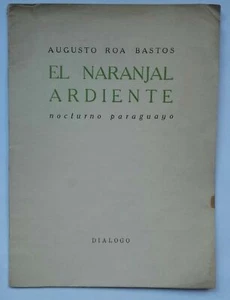 AUGUSTO ROA BASTOS
EL NARANJAL
ARDIENTE
nocturno paraguayo
DIALOGO